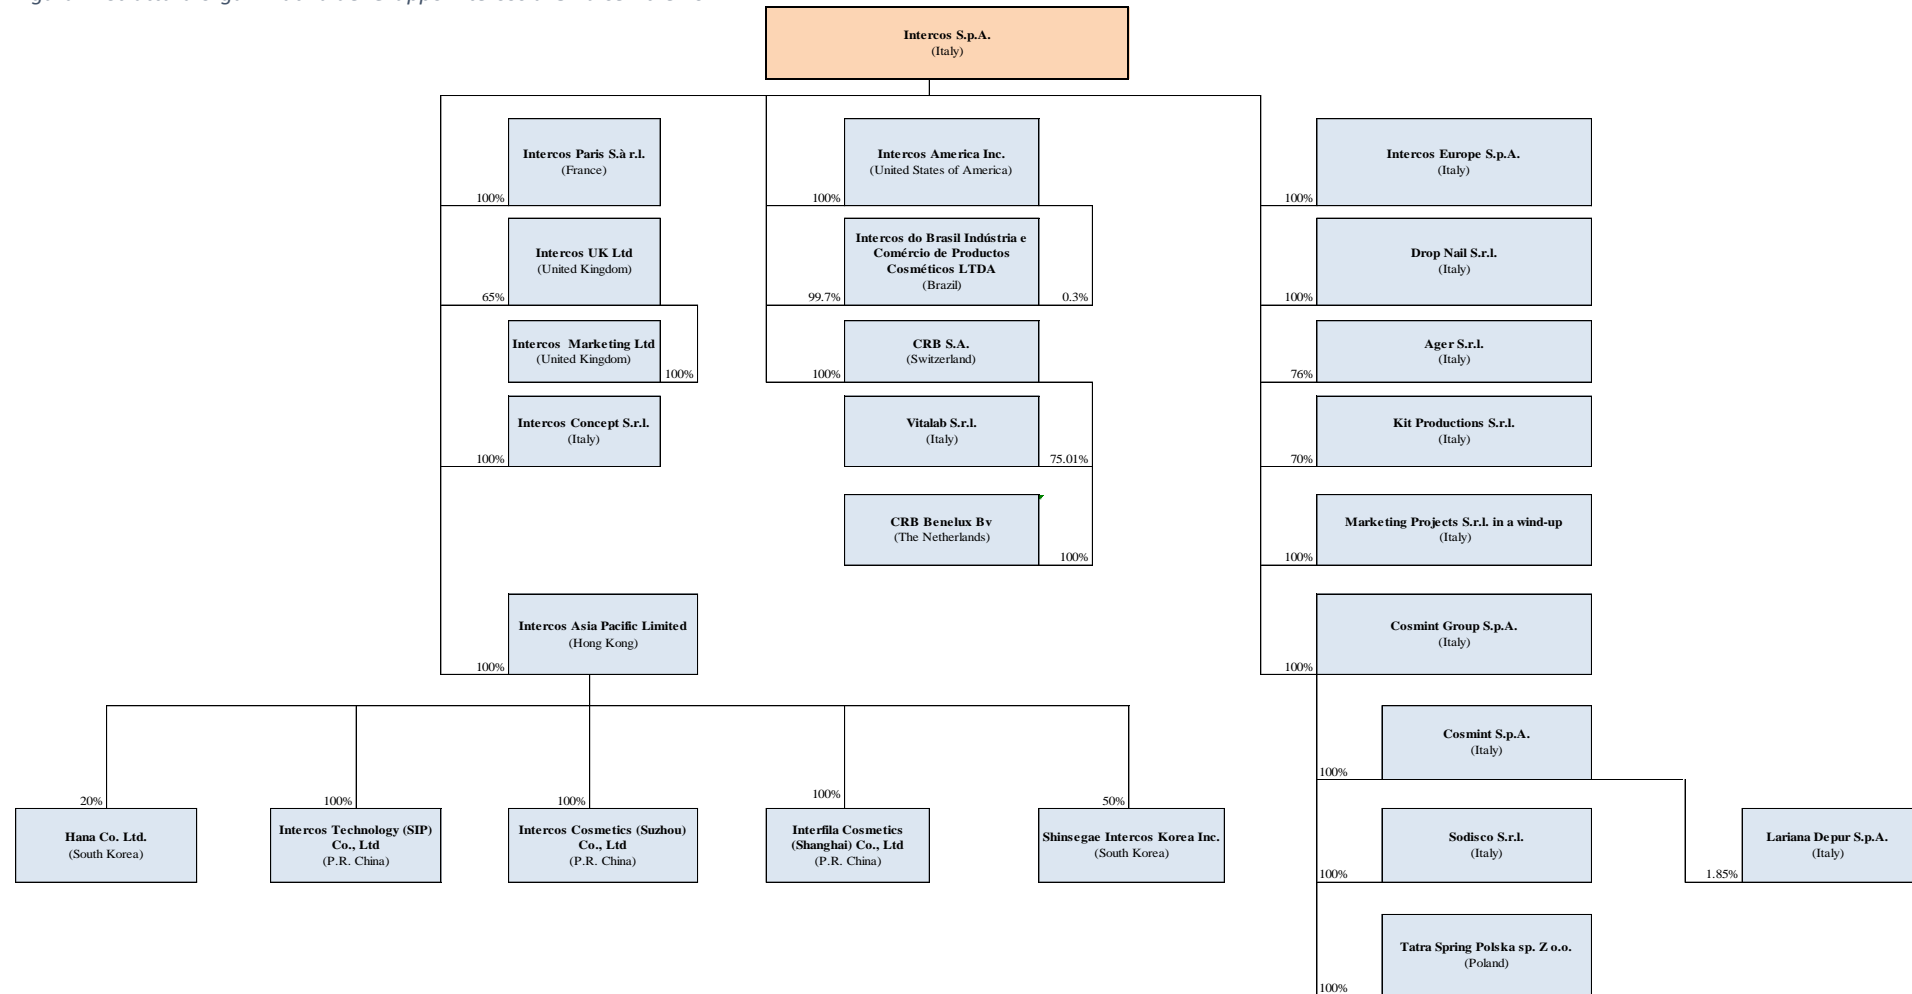 Intercos S.p.A.
(Italy)
Intercos Paris S.à r.l.
(France)
100%
Intercos America Inc.
(United States of America)
100%
Intercos Europe S.p.A.
(Italy)
100%
Intercos UK Ltd
(United Kingdom)
65%
Intercos do Brasil Indústria e
Comércio de Productos
Cosméticos LTDA
(Brazil)
99.7%
0.3%
Drop Nail S.r.l.
(Italy)
100%
Intercos Marketing Ltd
(United Kingdom)
100%
CRB S.A.
(Switzerland)
100%
Ager S.r.l.
(Italy)
76%
Intercos Concept S.r.l.
(Italy)
100%
Vitalab S.r.l.
(Italy)
75.01%
Kit Productions S.r.l.
(Italy)
70%
CRB Benelux Bv
(The Netherlands)
100%
Marketing Projects S.r.l. in a wind-up
(Italy)
100%
Intercos Asia Pacific Limited
(Hong Kong)
100%
Cosmint Group S.p.A.
(Italy)
100%
Cosmint S.p.A.
(Italy)
100%
20%
Hana Co. Ltd.
(South Korea)
100%
Intercos Technology (SIP)
Co., Ltd
(P.R. China)
100%
Intercos Cosmetics (Suzhou)
Co., Ltd
(P.R. China)
100%
Interfila Cosmetics
(Shanghai) Co., Ltd
(P.R. China)
50%
Shinsegae Intercos Korea Inc.
(South Korea)
Sodisco S.r.l.
(Italy)
100%
Lariana Depur S.p.A.
(Italy)
1.85%
Tatra Spring Polska sp. Z o.o.
(Poland)
100%